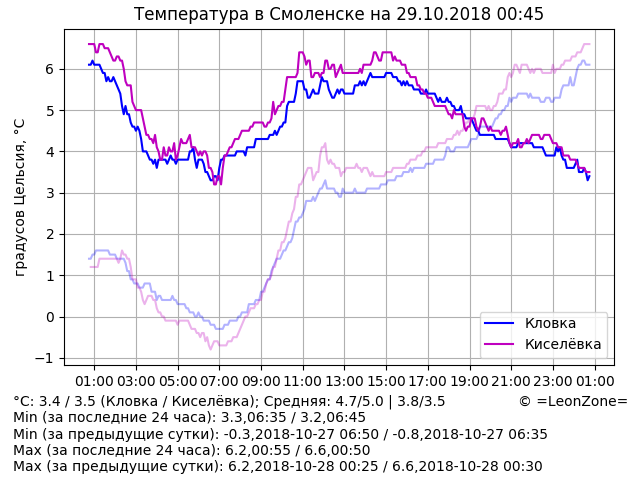 Температура в Смоленске на 29.10.2018 00:45
градусов Цельсия, °C
6
5
4
3
2
1
0
−1
01:00 03:00 05:00 07:00 09:00 11:00 13:00 15:00 17:00 19:00 21:00 23:00 01:00
Кловка
Киселёвка
°C: 3.4 / 3.5 (Кловка / Киселёвка); Средняя: 4.7/5.0 | 3.8/3.5 © =LeonZone=
Min (за последние 24 часа): 3.3,06:35 / 3.2,06:45
Min (за предыдущие сутки): -0.3,2018-10-27 06:50 / -0.8,2018-10-27 06:35
Max (за последние 24 часа): 6.2,00:55 / 6.6,00:50
Max (за предыдущие сутки): 6.2,2018-10-28 00:25 / 6.6,2018-10-28 00:30